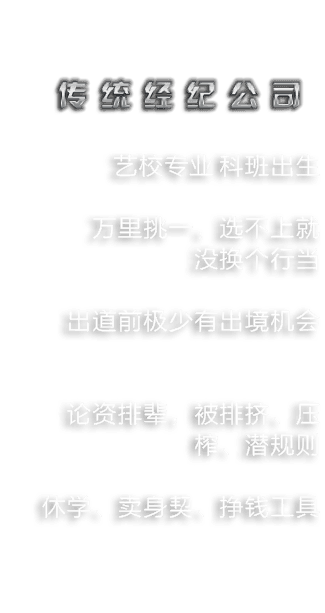 传统经纪公司
艺校专业 科班出生
万里挑一，选不上就
没换个行当
出道前极少有出境机会
论资排辈，被排挤，压
榨，潜规则
休学，卖身契，挣钱工具